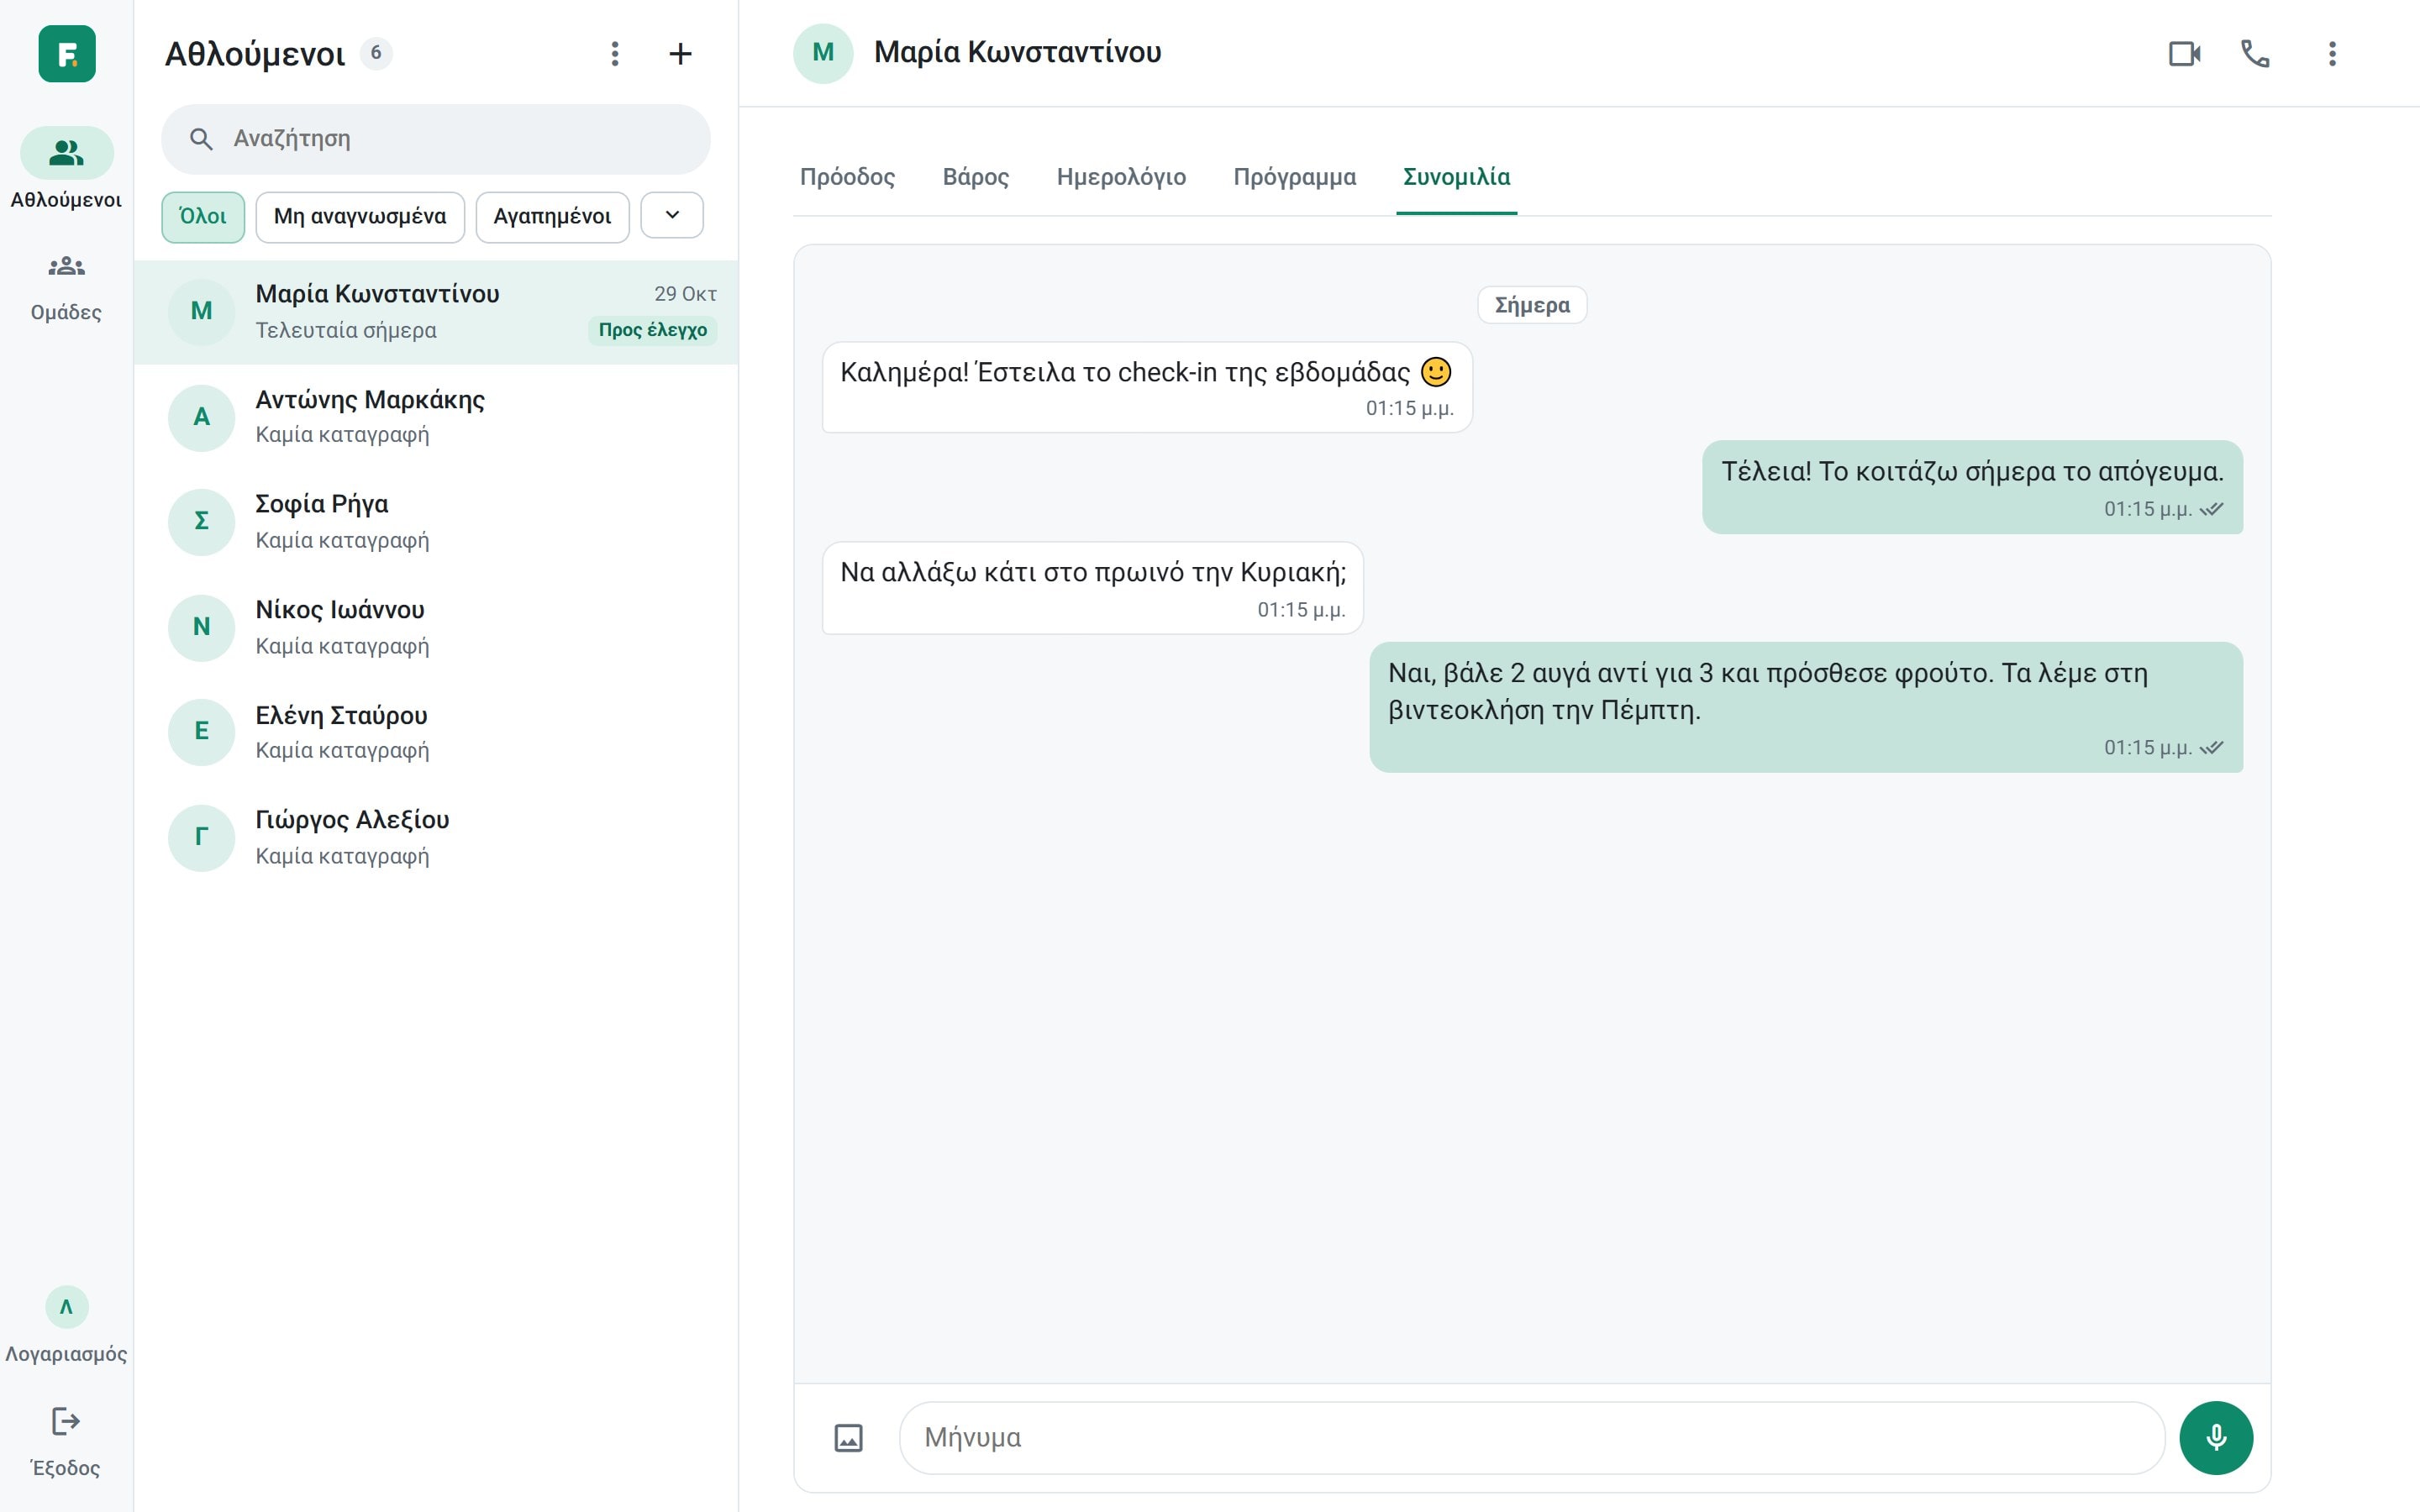 F.
Αθλούμενοι
Ομάδες
Λ
Λογαριασμός
Έξοδος
Αθλούμενοι 6
Αναζήτηση
Όλοι Μη αναγνωσμένα Αγαπημένοι
Μ Μαρία Κωνσταντίνου 29 Οκτ
Τελευταία σήμερα Προς έλεγχο
Α Αντώνης Μαρκάκης
Καμία καταγραφή
Σ Σοφία Ρήγα
Καμία καταγραφή
Ν Νίκος Ιωάννου
Καμία καταγραφή
Ε Ελένη Σταύρου
Καμία καταγραφή
Γ Γιώργος Αλεξίου
Καμία καταγραφή
Μ Μαρία Κωνσταντίνου
Πρόοδος Βάρος Ημερολόγιο Πρόγραμμα Συνομιλία
Σήμερα
Καλημέρα! Έστειλα το check-in της εβδομάδας 🙂
01:15 μ.μ.
Τέλεια! Το κοιτάζω σήμερα το απόγευμα.
01:15 μ.μ.
Να αλλάξω κάτι στο πρωινό την Κυριακή;
01:15 μ.μ.
Ναι, βάλε 2 αυγά αντί για 3 και πρόσθεσε φρούτο. Τα λέμε στη
βιντεοκλήση την Πέμπτη.
01:15 μ.μ.
Μήνυμα